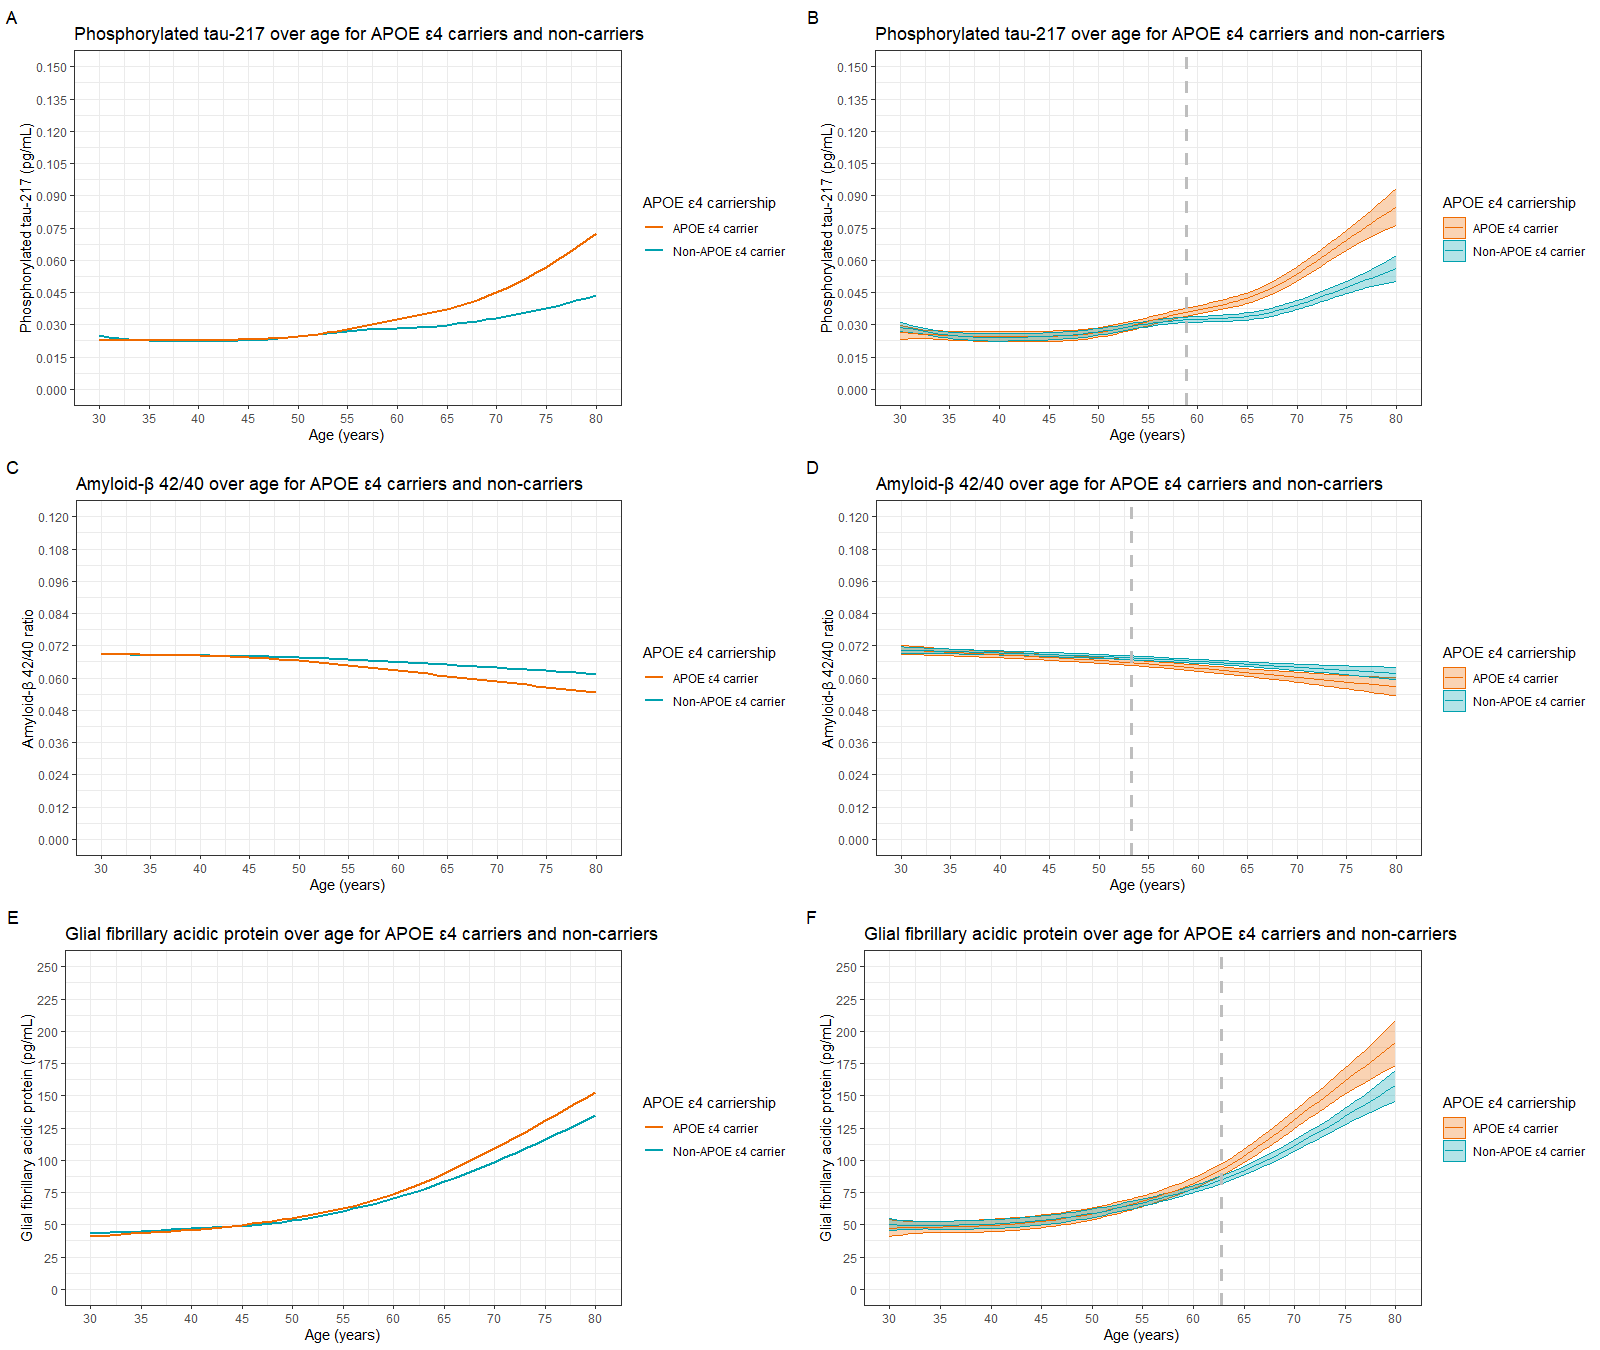 A
Phosphorylated tau-217 over age for APOE ε4 carriers and non-carriers
Phosphorylated tau-217 (pg/mL)
0.150
0.135
0.120
0.105
0.090
0.075
0.060
0.045
0.030
0.015
0.000
30 35 40 45 50 55 60 65 70 75 80
Age (years)
APOE ε4 carriership
APOE ε4 carrier
Non-APOE ε4 carrier
B
Phosphorylated tau-217 over age for APOE ε4 carriers and non-carriers
Phosphorylated tau-217 (pg/mL)
0.150
0.135
0.120
0.105
0.090
0.075
0.060
0.045
0.030
0.015
0.000
30 35 40 45 50 55 60 65 70 75 80
Age (years)
APOE ε4 carriership
APOE ε4 carrier
Non-APOE ε4 carrier
C
Amyloid-β 42/40 over age for APOE ε4 carriers and non-carriers
Amyloid-β 42/40 ratio
0.120
0.108
0.096
0.084
0.072
0.060
0.048
0.036
0.024
0.012
0.000
30 35 40 45 50 55 60 65 70 75 80
Age (years)
APOE ε4 carriership
APOE ε4 carrier
Non-APOE ε4 carrier
D
Amyloid-β 42/40 over age for APOE ε4 carriers and non-carriers
Amyloid-β 42/40 ratio
0.120
0.108
0.096
0.084
0.072
0.060
0.048
0.036
0.024
0.012
0.000
30 35 40 45 50 55 60 65 70 75 80
Age (years)
APOE ε4 carriership
APOE ε4 carrier
Non-APOE ε4 carrier
E
Glial fibrillary acidic protein over age for APOE ε4 carriers and non-carriers
Glial fibrillary acidic protein (pg/mL)
250
225
200
175
150
125
100
75
50
25
0
30 35 40 45 50 55 60 65 70 75 80
Age (years)
APOE ε4 carriership
APOE ε4 carrier
Non-APOE ε4 carrier
F
Glial fibrillary acidic protein over age for APOE ε4 carriers and non-carriers
Glial fibrillary acidic protein (pg/mL)
250
225
200
175
150
125
100
75
50
25
0
30 35 40 45 50 55 60 65 70 75 80
Age (years)
APOE ε4 carriership
APOE ε4 carrier
Non-APOE ε4 carrier